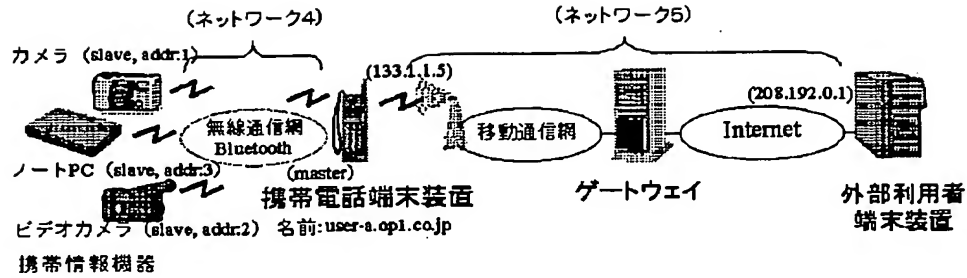 (ネットワーク4)
(ネットワーク5)
カメラ (slave, addr:1)
(133.1.1.5)
(208.192.0.1)
無線通信網
Bluetooth
移動通信網
Internet
ノートPC (slave, addr:3)
(master)
携帯電話端末装置
ゲートウェイ
外部利用者
端末装置
ビデオカメラ (slave, addr:2)
名前:user-a.op1.co.jp
携帯情報機器